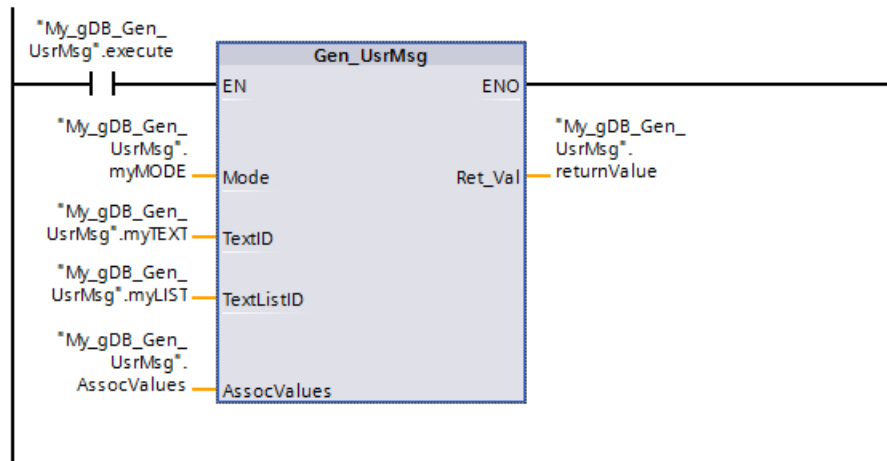 "My_gDB_Gen_
UsrMsg".execute
Gen_UsrMsg
EN
ENO
"My_gDB_Gen_
UsrMsg".
myMODE
Mode
Ret_Val
"My_gDB_Gen_
UsrMsg".
returnValue
"My_gDB_Gen_
UsrMsg".myTEXT
TextID
"My_gDB_Gen_
UsrMsg".myLIST
TextListID
"My_gDB_Gen_
UsrMsg".
AssocValues
AssocValues